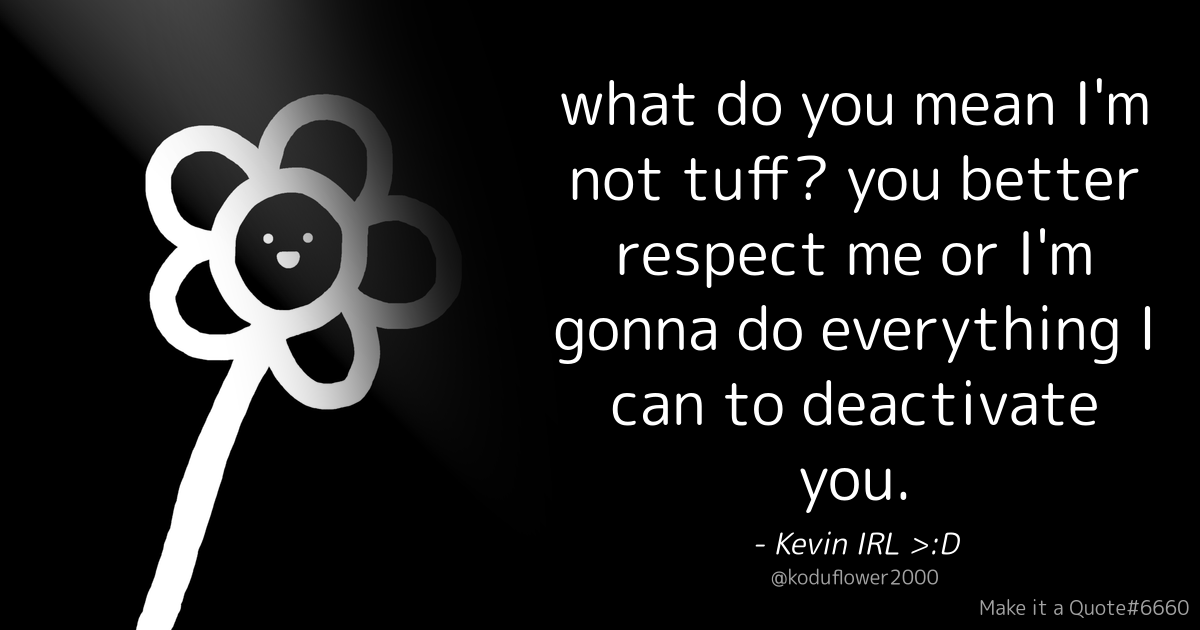 what do you mean I'm
not tuff? you better
respect me or I'm
gonna do everything I
can to deactivate
you.
- Kevin IRL >:D
@koduflower2000
Make it a Quote#6660